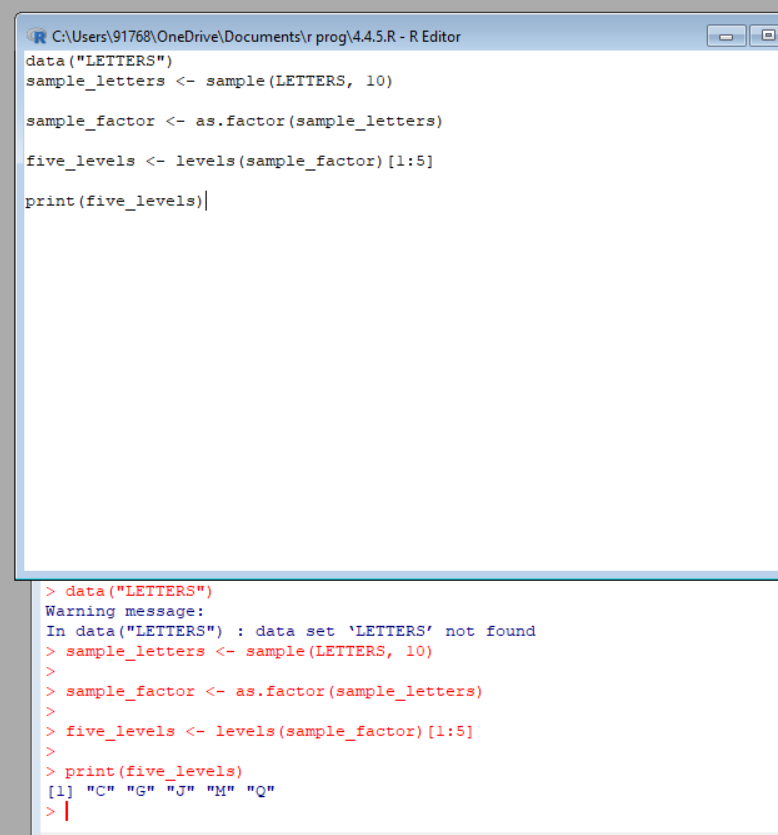 C:\Users\91768\OneDrive\Documents\r prog\4.4.5.R - R Editor
data("LETTERS")
sample_letters <- sample(LETTERS, 10)
sample_factor <- as.factor(sample_letters)
five_levels <- levels(sample_factor)[1:5]
print(five_levels)
> data("LETTERS")
Warning message:
In data("LETTERS") : data set ‘LETTERS’ not found
> sample_letters <- sample(LETTERS, 10)
>
> sample_factor <- as.factor(sample_letters)
>
> five_levels <- levels(sample_factor)[1:5]
>
> print(five_levels)
[1] "C" "G" "J" "M" "Q"
>